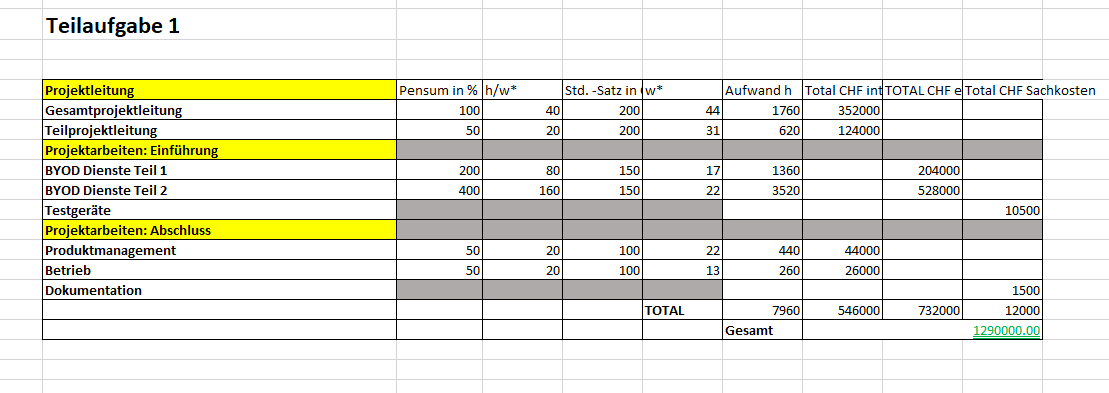 Teilaufgabe 1
Projektleitung Pensum in % h/w* Std. -Satz in w* Aufwand h Total CHF int TOTAL CHF e Total CHF Sachkosten
Gesamtprojektleitung 100 40 200 44 1760 352000
Teilprojektleitung 50 20 200 31 620 124000
Projektarbeiten: Einführung
BYOD Dienste Teil 1 200 80 150 17 1360 204000
BYOD Dienste Teil 2 400 160 150 22 3520 528000
Testgeräte 10500
Projektarbeiten: Abschluss
Produktmanagement 50 20 100 22 440 44000
Betrieb 50 20 100 13 260 26000
Dokumentation 1500
TOTAL 7960 546000 732000 12000
Gesamt 1290000.00